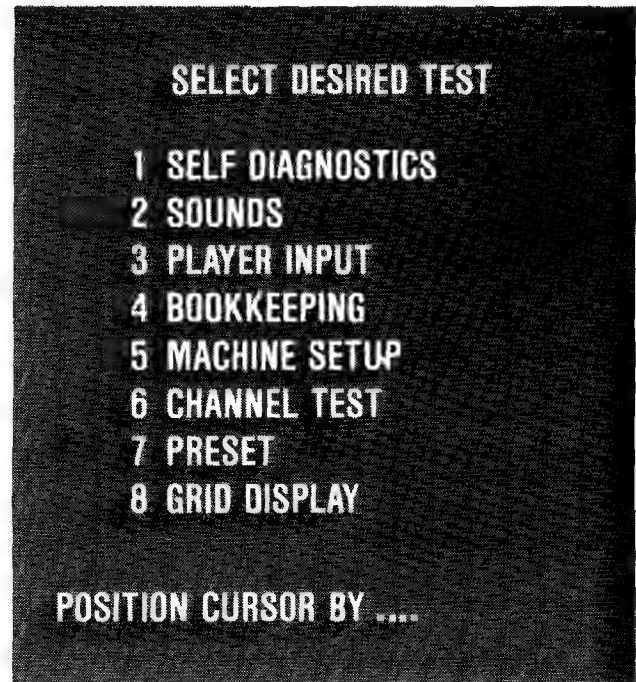 SELECT DESIRED TEST
1 SELF DIAGNOSTICS
2 SOUNDS
3 PLAYER INPUT
4 BOOKKEEPING
5 MACHINE SETUP
6 CHANNEL TEST
7 PRESET
8 GRID DISPLAY
POSITION CURSOR BY ....